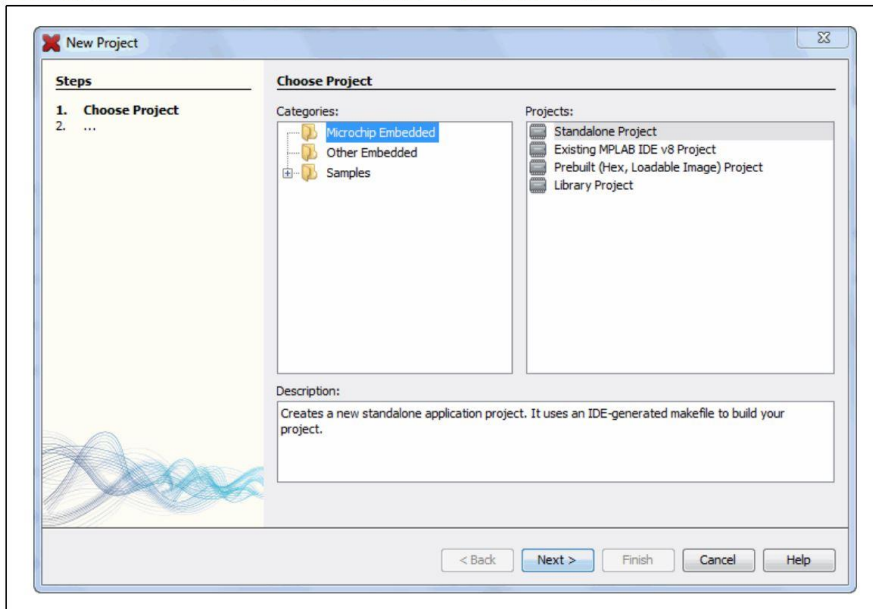 New Project
Steps
1. Choose Project
2. ...
Choose Project
Categories:
Microchip Embedded
Other Embedded
Samples
Projects:
Standalone Project
Existing MPLAB IDE v8 Project
Prebuilt (Hex, Loadable Image) Project
Library Project
Description:
Creates a new standalone application project. It uses an IDE-generated makefile to build your
project.
< Back Next > Finish Cancel Help